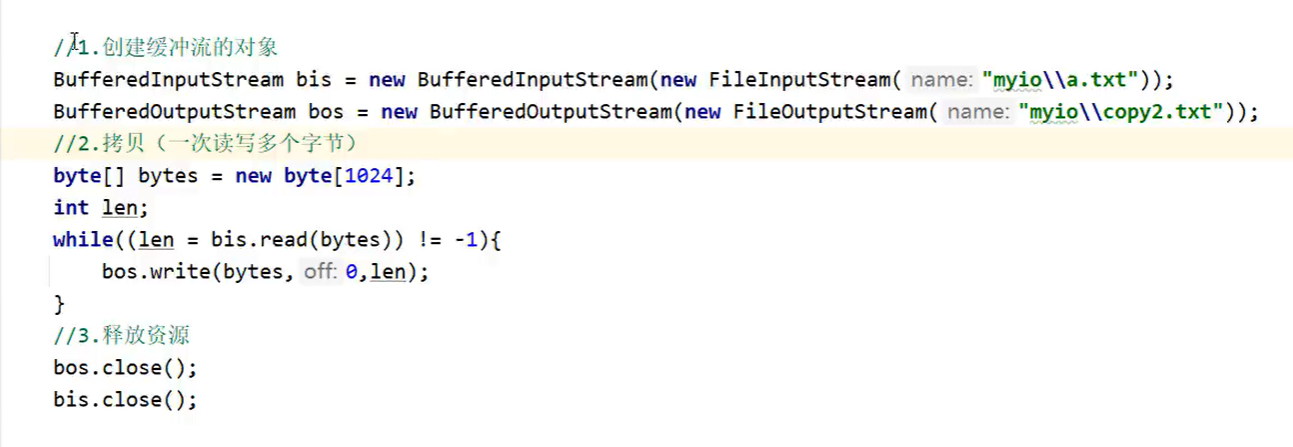 //1.创建缓冲流的对象
BufferedInputStream bis = new BufferedInputStream(new FileInputStream( name: "myio\\a.txt"));
BufferedOutputStream bos = new BufferedOutputStream(new FileOutputStream( name: "myio\\copy2.txt"));
//2.拷贝（一次读写多个字节）
byte[] bytes = new byte[1024];
int len;
while((len = bis.read(bytes)) != -1){
    bos.write(bytes, off: 0,len);
}
//3.释放资源
bos.close();
bis.close();